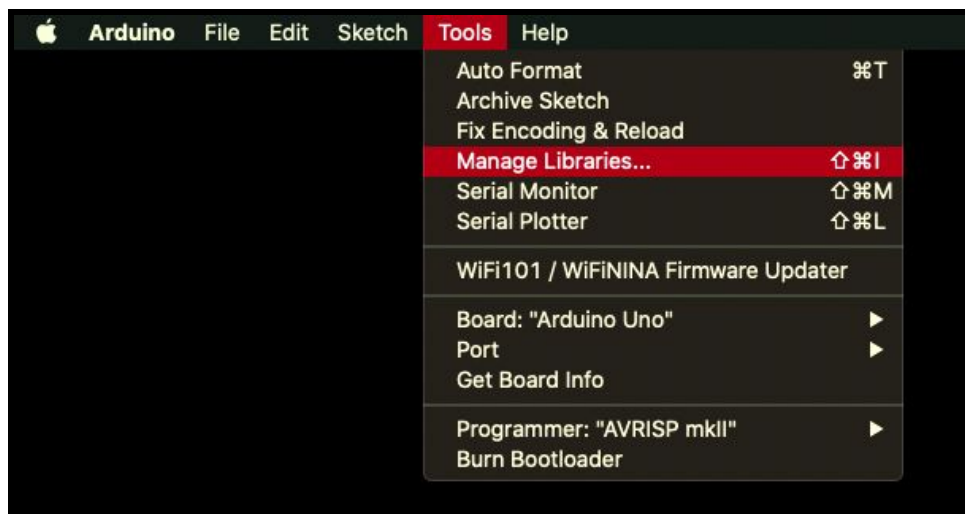 Arduino File Edit Sketch Tools Help
Auto Format ⌘T
Archive Sketch
Fix Encoding & Reload
Manage Libraries... ⇧⌘I
Serial Monitor ⇧⌘M
Serial Plotter ⇧⌘L
WiFi101 / WiFiNINA Firmware Updater
Board: "Arduino Uno" ▶
Port ▶
Get Board Info
Programmer: "AVRISP mkII" ▶
Burn Bootloader